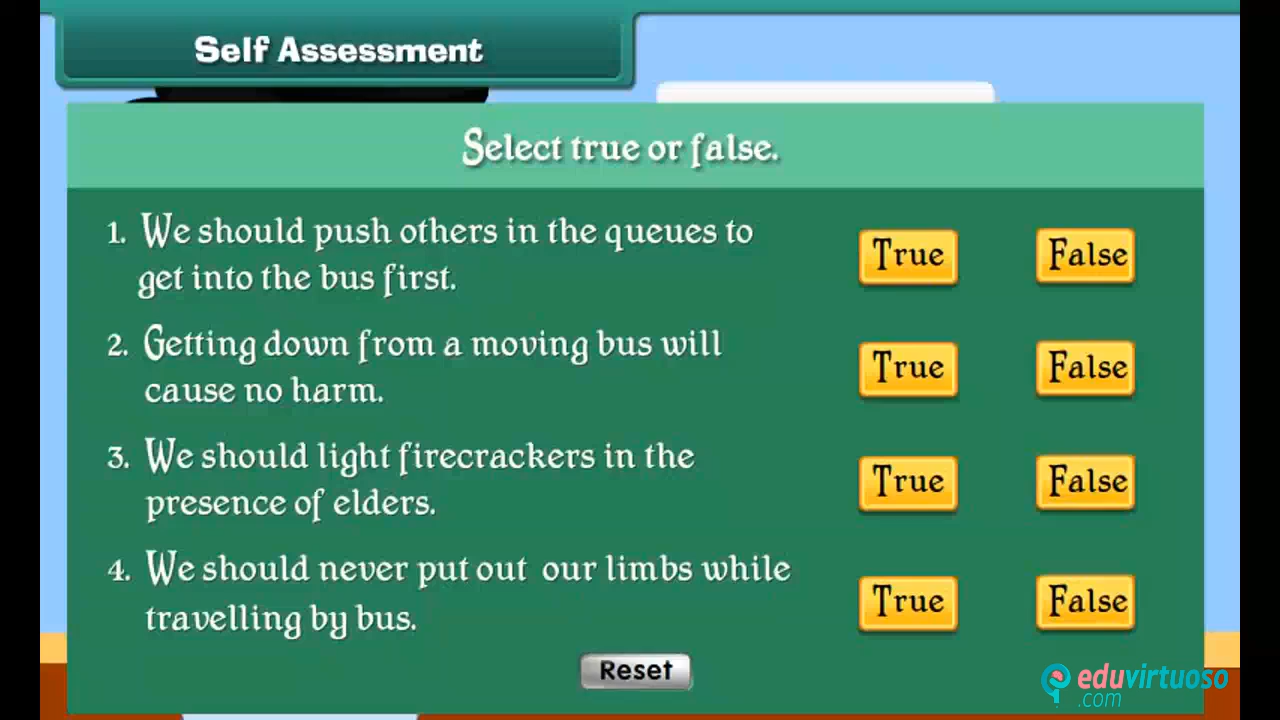 Self Assessment
Select true or false.
1. We should push others in the queues to
get into the bus first.
True False
2. Getting down from a moving bus will
cause no harm.
True False
3. We should light firecrackers in the
presence of elders.
True False
4. We should never put out our limbs while
travelling by bus.
True False
Reset
eduvirtuoso
.com